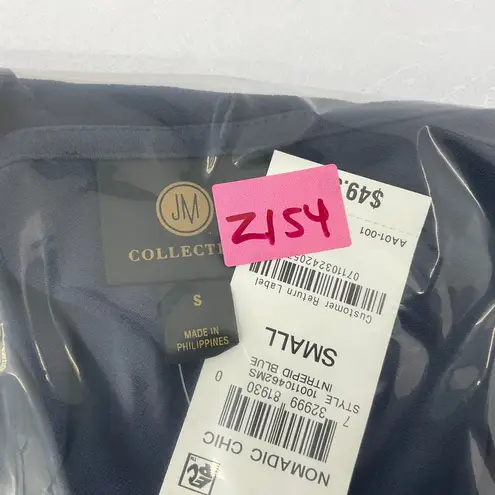 JM
COLLECTI
S
MADE IN
PHILIPPINES
Z154
$49.
AA01-001
Customer Return Label
SMALL
INTREPID BLUE
STYLE 100110462MS
7 32999 81930 0
NOMADIC CHIC